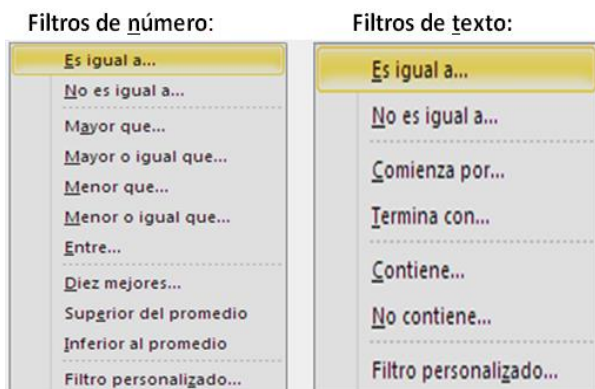 Filtros de número:
Es igual a...
No es igual a...
Mayor que...
Mayor o igual que...
Menor que...
Menor o igual que...
Entre...
Diez mejores...
Superior del promedio
Inferior al promedio
Filtro personalizado...
Filtros de texto:
Es igual a...
No es igual a...
Comienza por...
Termina con...
Contiene...
No contiene...
Filtro personalizado...